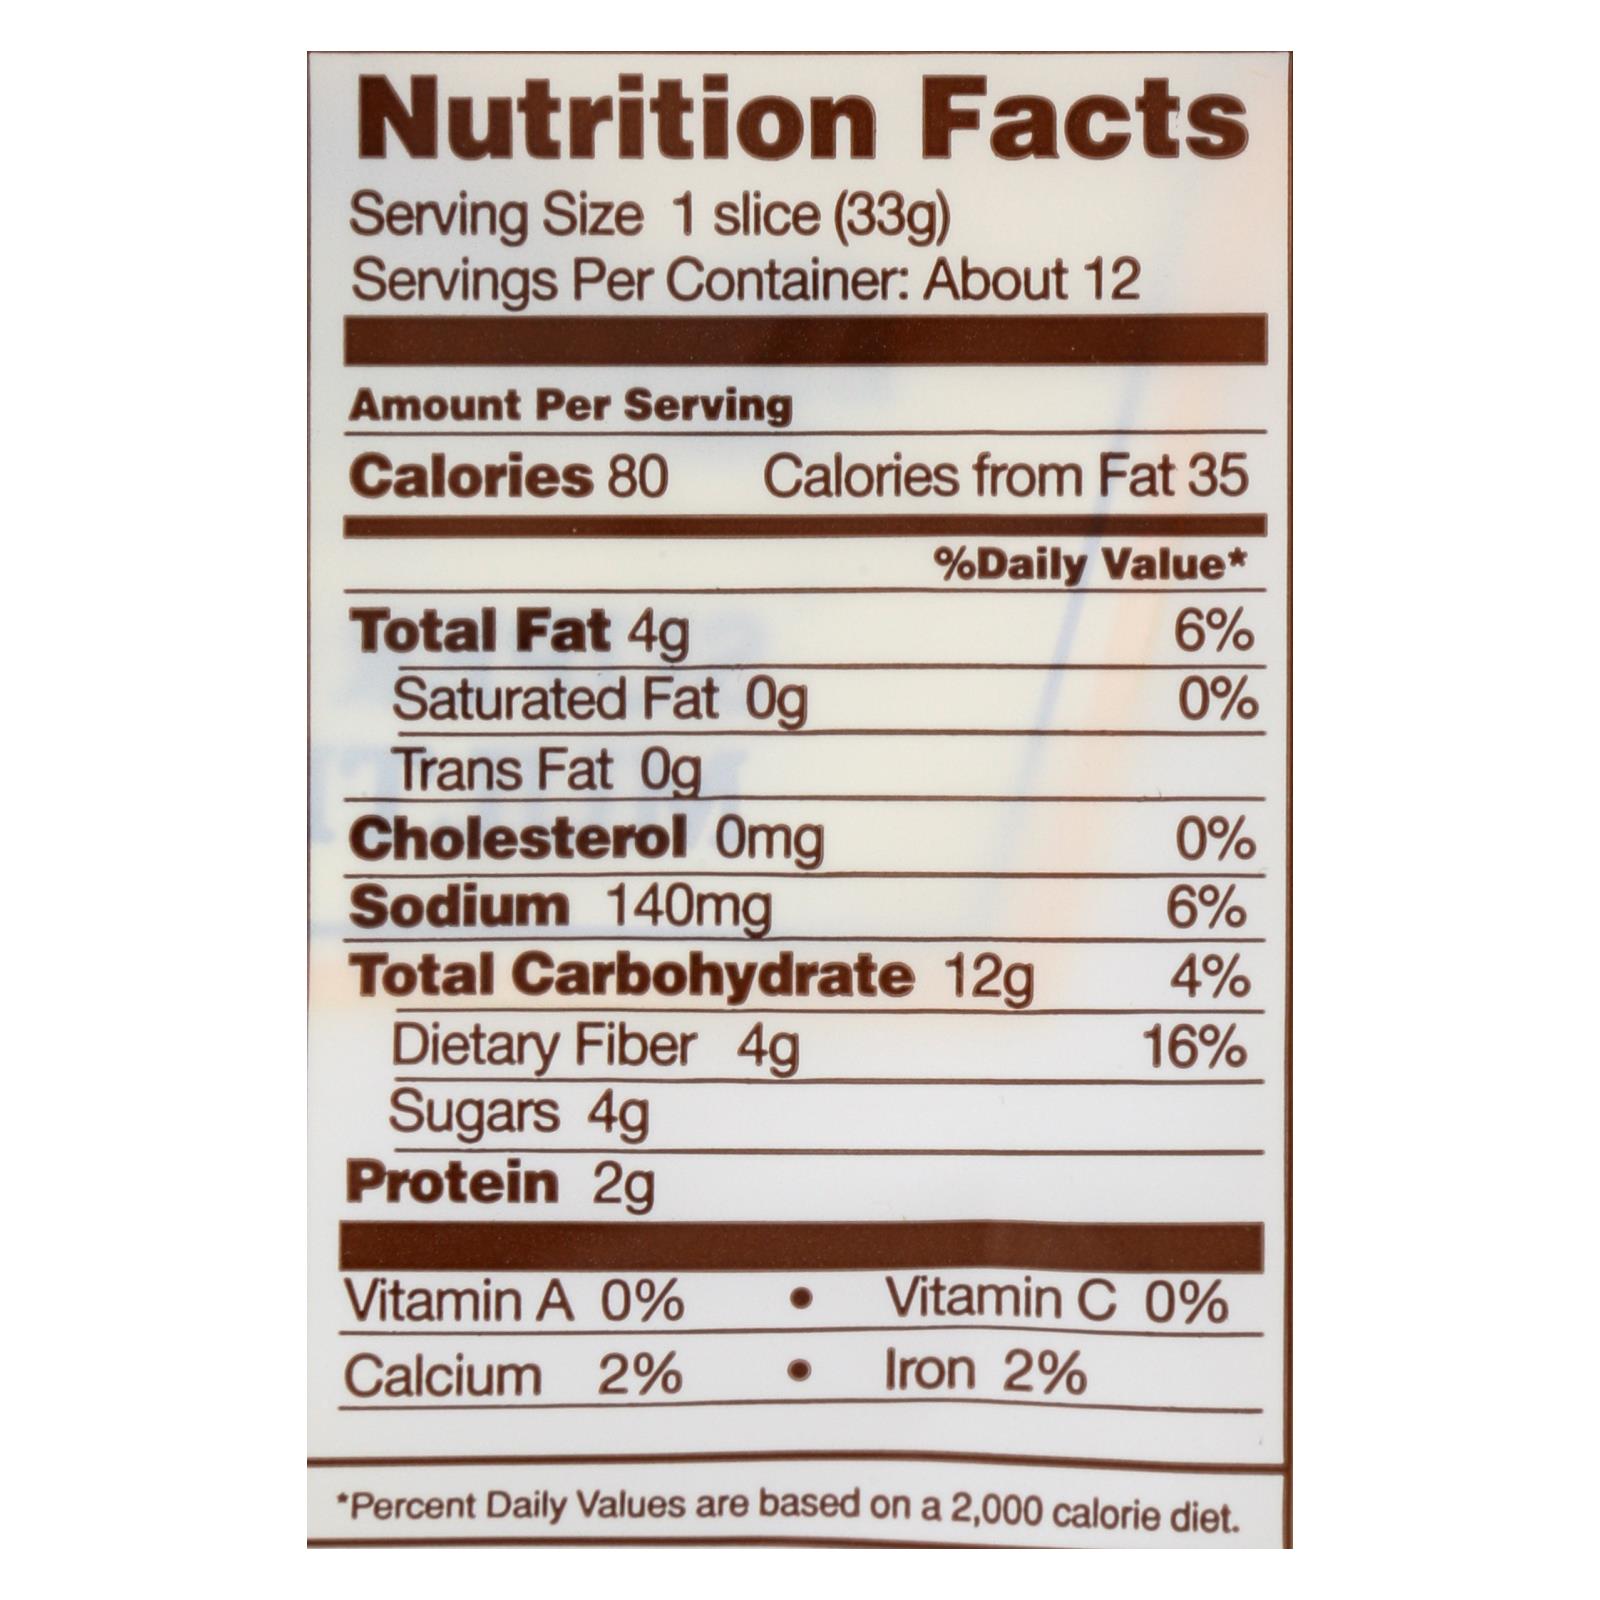 Nutrition Facts
Serving Size 1 slice (33g)
Servings Per Container: About 12
Amount Per Serving
Calories 80 Calories from Fat 35
%Daily Value*
Total Fat 4g 6%
Saturated Fat 0g 0%
Trans Fat 0g
Cholesterol 0mg 0%
Sodium 140mg 6%
Total Carbohydrate 12g 4%
Dietary Fiber 4g 16%
Sugars 4g
Protein 2g
Vitamin A 0% • Vitamin C 0%
Calcium 2% • Iron 2%
*Percent Daily Values are based on a 2,000 calorie diet.